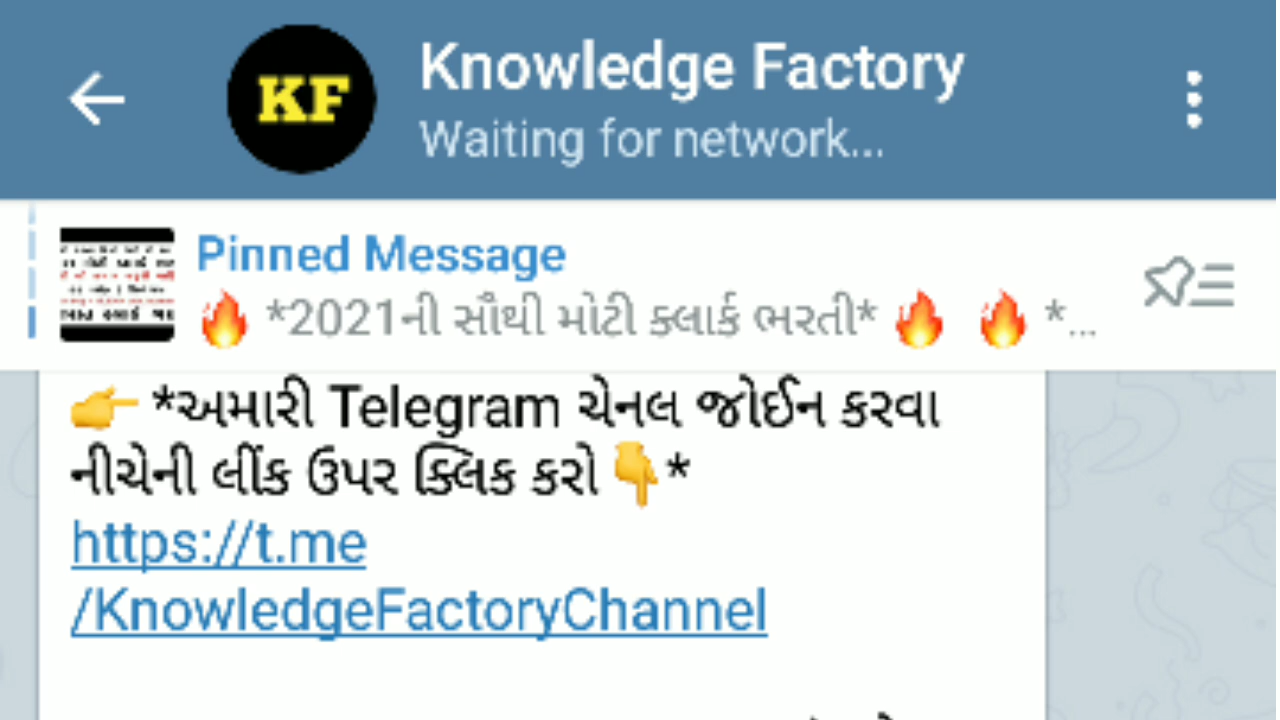 Knowledge Factory
KF
Waiting for network...
Pinned Message
🔥 *2021ની સૌથી મોટી ક્લાર્ક ભરતી* 🔥 🔥 *...
👉 *અમારી Telegram ચેનલ જોઈન કરવા
નીચેની લીંક ઉપર ક્લિક કરો 👇*
https://t.me
/KnowledgeFactoryChannel